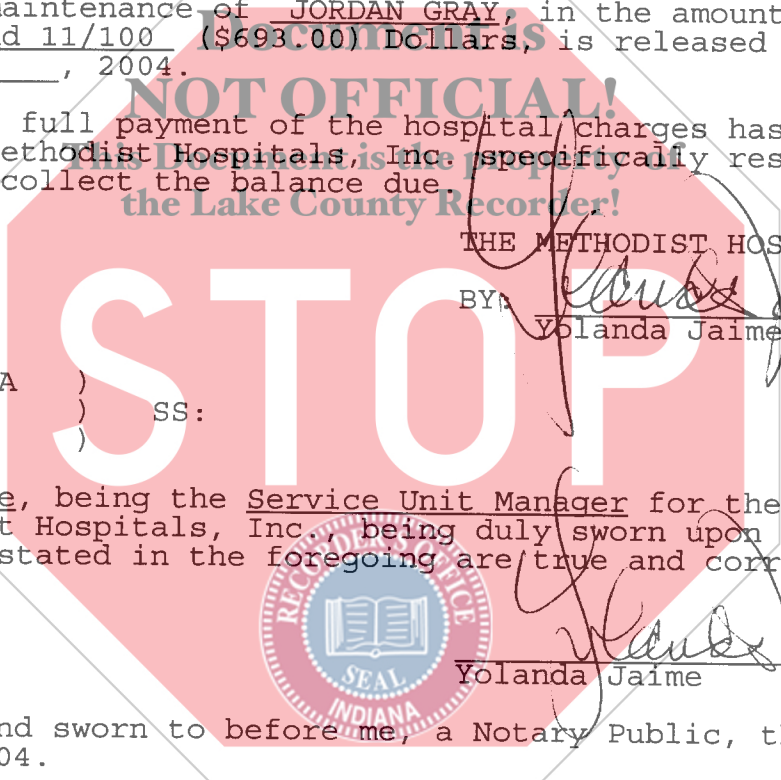 maintenance of JORDAN GRAY, in the amount
d 11/100 ($693.00) Dollars, is released
, 2004.
Document is
NOT OFFICIAL!
This Document is the property of
the Lake County Recorder!
full payment of the hospital charges has
ethodist Hospitals, Inc. specifically res
collect the balance due.
THE METHODIST HOS
BY:
Yolanda Jaime
STOP
A )
) SS:
)
e, being the Service Unit Manager for the
t Hospitals, Inc., being duly sworn upon
stated in the foregoing are true and corr
RECORDER'S OFFICE
SEAL
INDIANA
Yolanda Jaime
nd sworn to before me, a Notary Public, t
04.